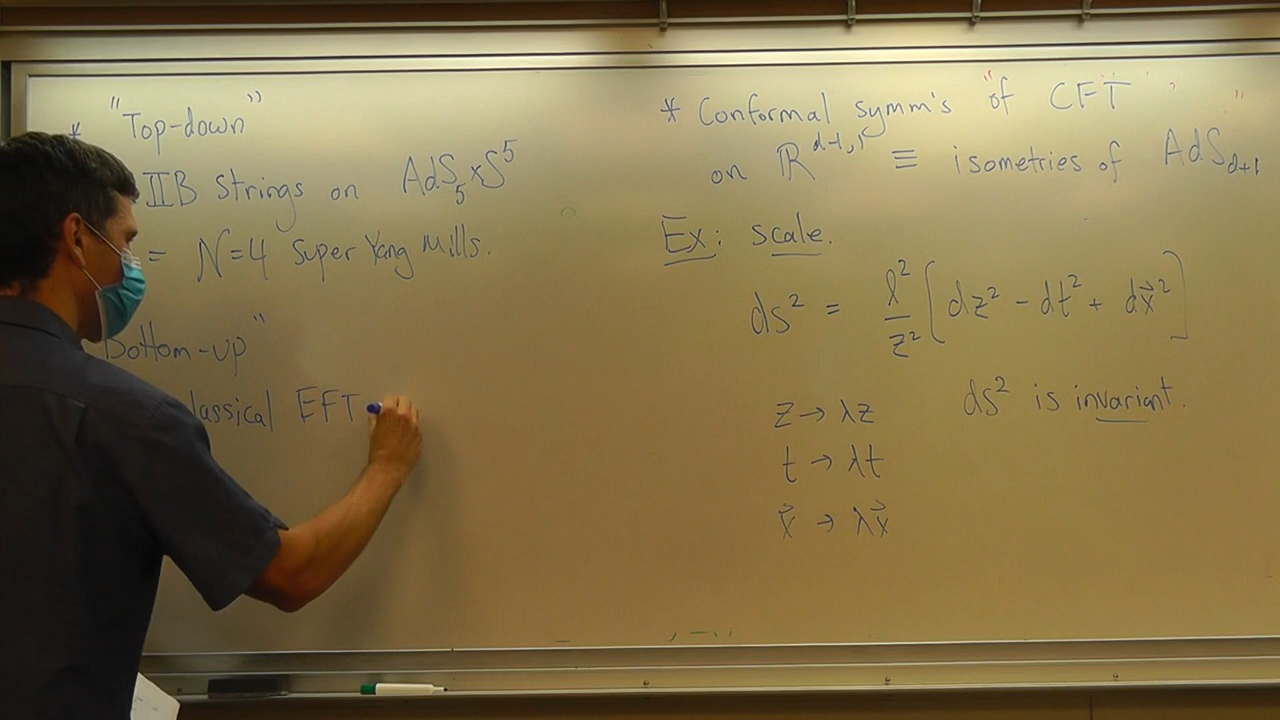 * "Top-down"
IIB strings on AdS₅×S⁵
= N=4 Super Yang Mills.
Bottom-up"
lassical EFT
* Conformal symm's "of CFT
on ℝ^{d-1,1} ≡ isometries of AdS_{d+1}"
Ex: scale.
ds² = l²/z² [dz² - dt² + dx⃗²]
z → λz ds² is invariant.
t → λt
x⃗ → λx⃗